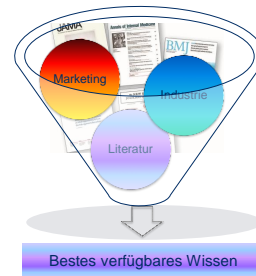 JAMA
Annals of Internal Medicine
BMJ
Marketing
Industrie
Literatur
Bestes verfügbares Wissen